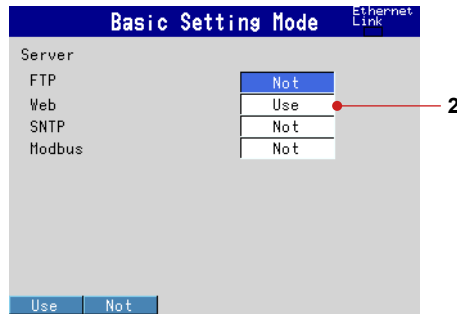 Basic Setting Mode Ethernet
Link
Server
FTP Not
Web Use 2
SNTP Not
Modbus Not
Use Not